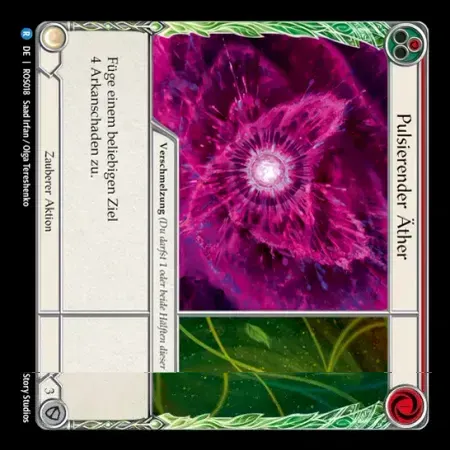 Pulsierender Äther
Verschmelzung (Du darfst 1 oder beide Hälften dieser
Füge einem beliebigen Ziel
4 Arkanschaden zu.
Zauberer Aktion
3
R DE | ROS018 Saad Irfan / Olga Tereshenko
Story Studios